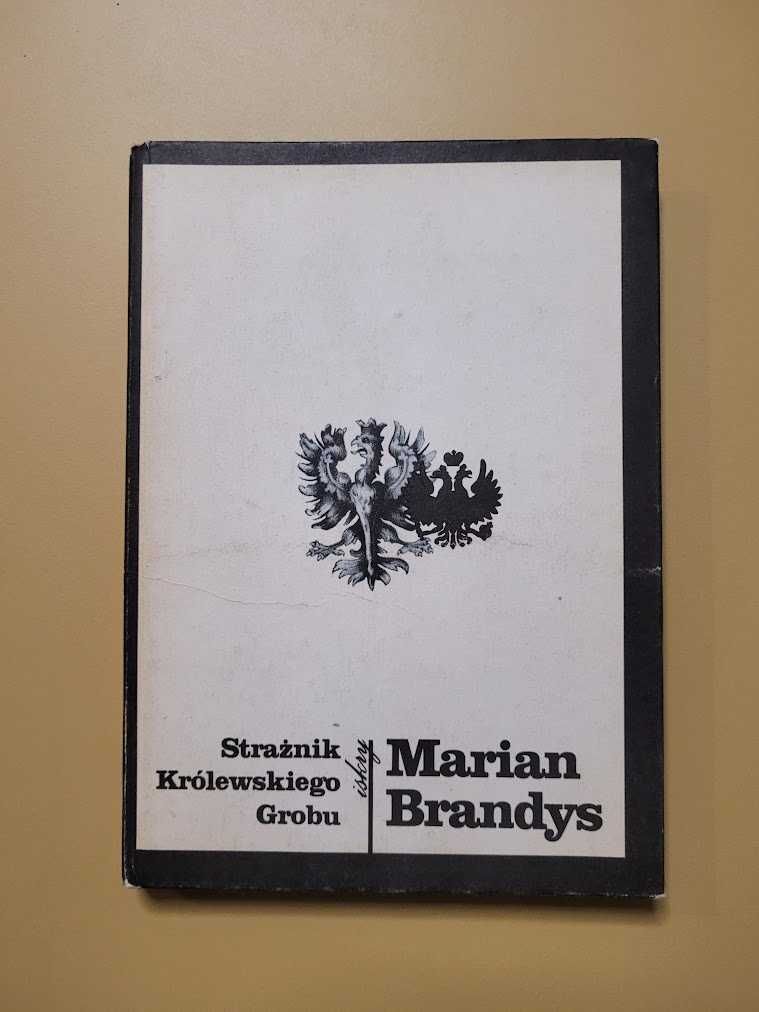 Strażnik
Królewskiego
Grobu
iskry
Marian
Brandys